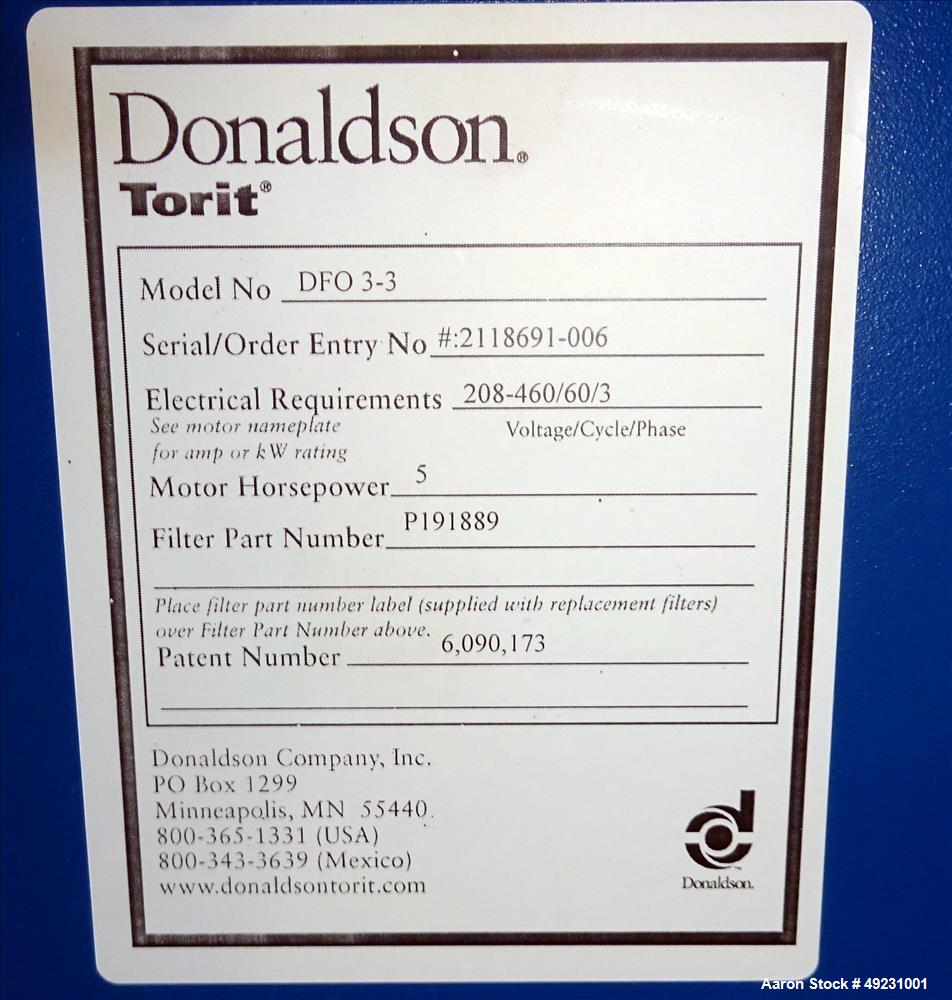 Donaldson®
Torit®
Model No DFO 3-3
Serial/Order Entry No #:2118691-006
Electrical Requirements 208-460/60/3
See motor nameplate Voltage/Cycle/Phase
for amp or kW rating
Motor Horsepower 5
Filter Part Number P191889
Place filter part number label (supplied with replacement filters)
over Filter Part Number above.
Patent Number 6,090,173
Donaldson Company, Inc.
PO Box 1299
Minneapolis, MN 55440
800-365-1331 (USA)
800-343-3639 (Mexico)
www.donaldsontorit.com
d
Donaldson.
Aaron Stock # 49231001